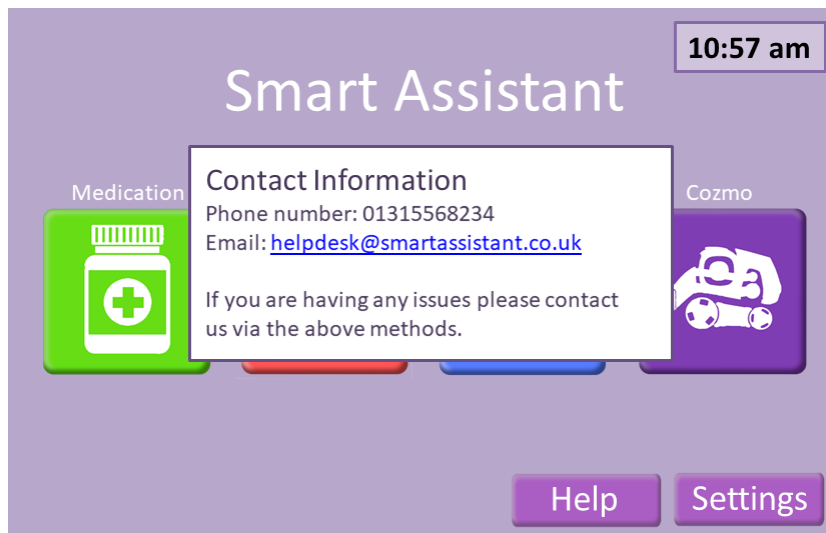 10:57 am
Smart Assistant
Medication
Cozmo
Contact Information
Phone number: 01315568234
Email: helpdesk@smartassistant.co.uk
If you are having any issues please contact
us via the above methods.
Help
Settings